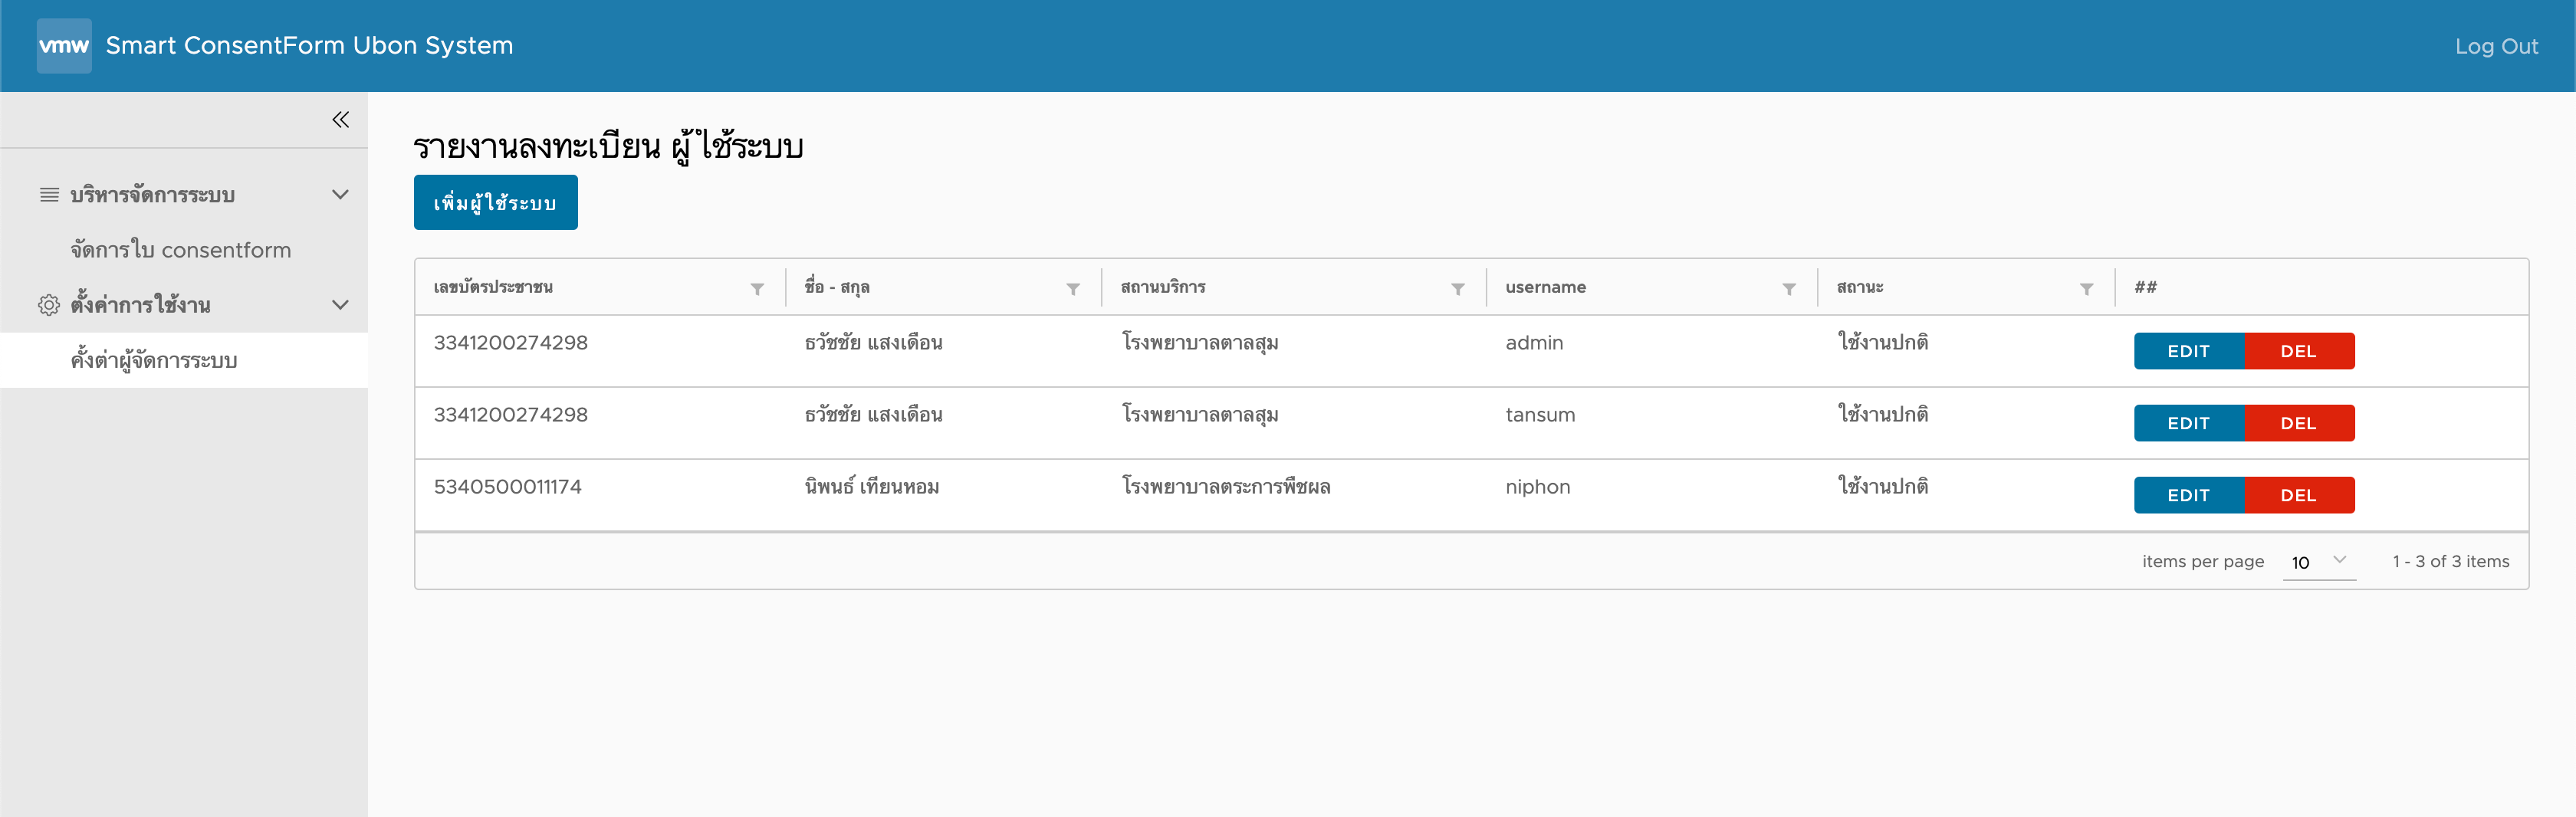 vmw Smart ConsentForm Ubon System
Log Out
บริหารจัดการระบบ
จัดการใบ consentform
ตั้งค่าการใช้งาน
คั้งต่าผู้จัดการระบบ
รายงานลงทะเบียน ผู้ใช้ระบบ
เพิ่มผู้ใช้ระบบ
เลขบัตรประชาชน ชื่อ - สกุล สถานบริการ username สถานะ ##
3341200274298 ธวัชชัย แสงเดือน โรงพยาบาลตาลสุม admin ใช้งานปกติ EDIT DEL
3341200274298 ธวัชชัย แสงเดือน โรงพยาบาลตาลสุม tansum ใช้งานปกติ EDIT DEL
5340500011174 นิพนธ์ เทียนหอม โรงพยาบาลตระการพืชผล niphon ใช้งานปกติ EDIT DEL
items per page 10 1 - 3 of 3 items